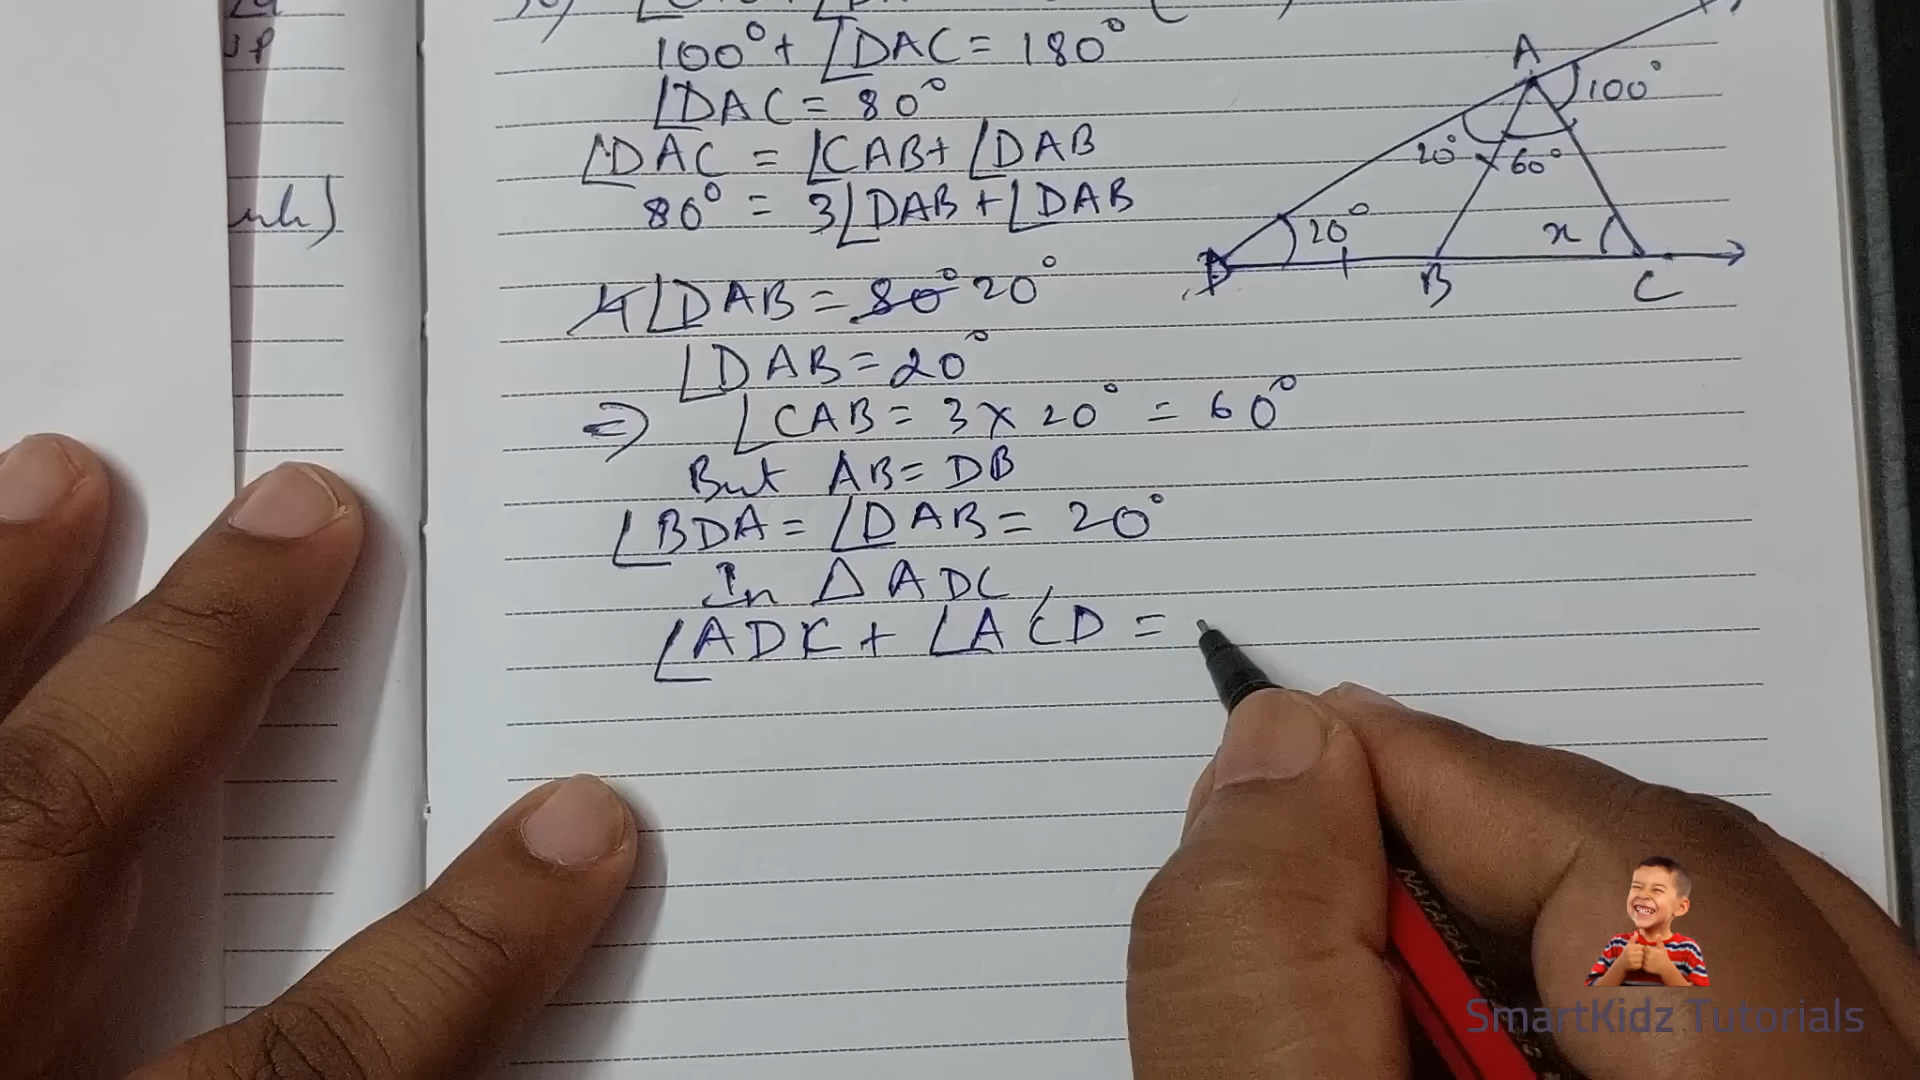 100° + ∠DAC = 180°
∠DAC = 80°
∠DAC = ∠CAB + ∠DAB
80° = 3∠DAB + ∠DAB
4∠DAB = 80° 20°
∠DAB = 20°
⇒ ∠CAB = 3 × 20° = 60°
But AB = DB
∠BDA = ∠DAB = 20°
In △ADC
∠ADC + ∠ACD =
A
100°
20°
60°
20°
x
D
B
C
SmartKidz Tutorials